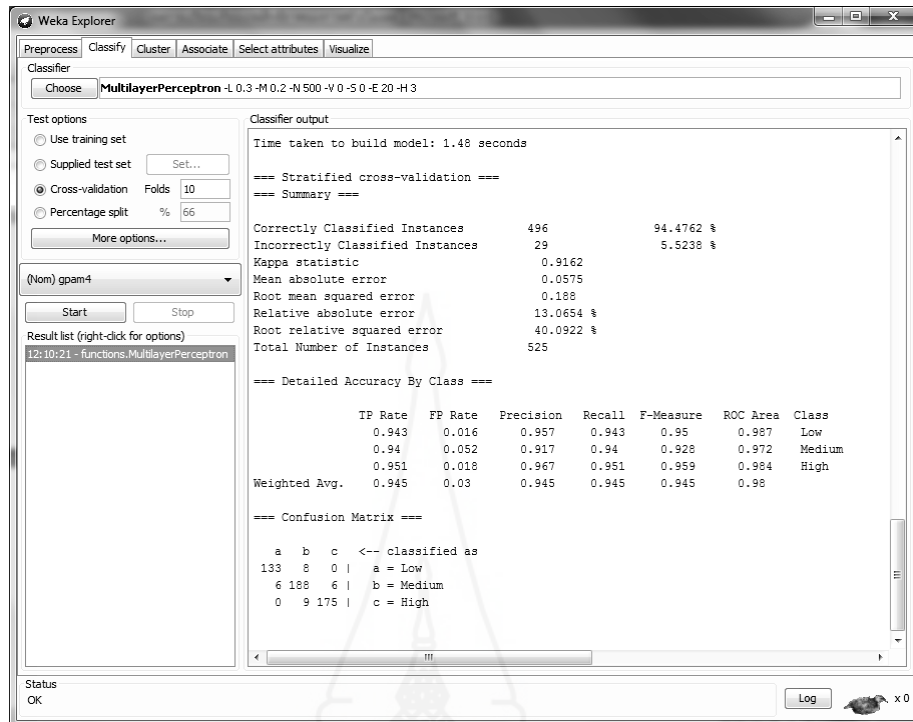 Weka Explorer
Preprocess Classify Cluster Associate Select attributes Visualize
Classifier
Choose MultilayerPerceptron -L 0.3 -M 0.2 -N 500 -V 0 -S 0 -E 20 -H 3
Test options
Use training set
Supplied test set Set...
Cross-validation Folds 10
Percentage split % 66
More options...
(Nom) gpam4
Start Stop
Result list (right-click for options)
12:10:21 - functions.MultilayerPerceptron
Classifier output
Time taken to build model: 1.48 seconds
=== Stratified cross-validation ===
=== Summary ===
Correctly Classified Instances 496 94.4762 %
Incorrectly Classified Instances 29 5.5238 %
Kappa statistic 0.9162
Mean absolute error 0.0575
Root mean squared error 0.188
Relative absolute error 13.0654 %
Root relative squared error 40.0922 %
Total Number of Instances 525
=== Detailed Accuracy By Class ===
TP Rate FP Rate Precision Recall F-Measure ROC Area Class
0.943 0.016 0.957 0.943 0.95 0.987 Low
0.94 0.052 0.917 0.94 0.928 0.972 Medium
0.951 0.018 0.967 0.951 0.959 0.984 High
Weighted Avg. 0.945 0.03 0.945 0.945 0.945 0.98
=== Confusion Matrix ===
a b c <-- classified as
133 8 0 | a = Low
6 188 6 | b = Medium
0 9 175 | c = High
Status
OK
Log x 0